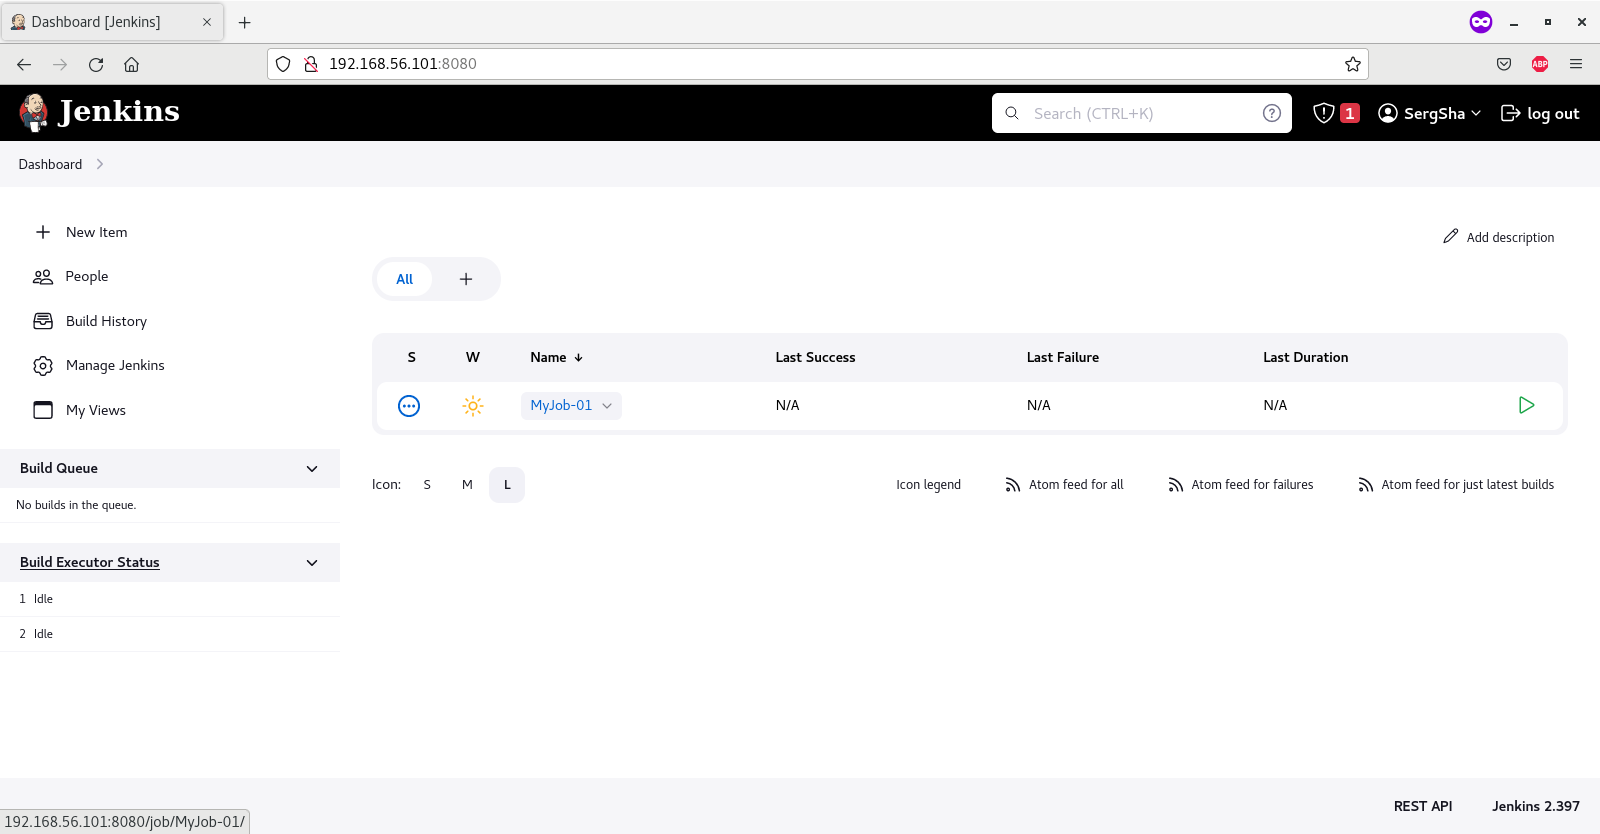 Dashboard [Jenkins]
192.168.56.101:8080
ABP
Jenkins
Search (CTRL+K)
1
SergSha
log out
Dashboard
New Item
People
Build History
Manage Jenkins
My Views
Build Queue
No builds in the queue.
Build Executor Status
1 Idle
2 Idle
Add description
All
S W Name ↓ Last Success Last Failure Last Duration
MyJob-01 N/A N/A N/A
Icon: S M L
Icon legend Atom feed for all Atom feed for failures Atom feed for just latest builds
REST API Jenkins 2.397
192.168.56.101:8080/job/MyJob-01/